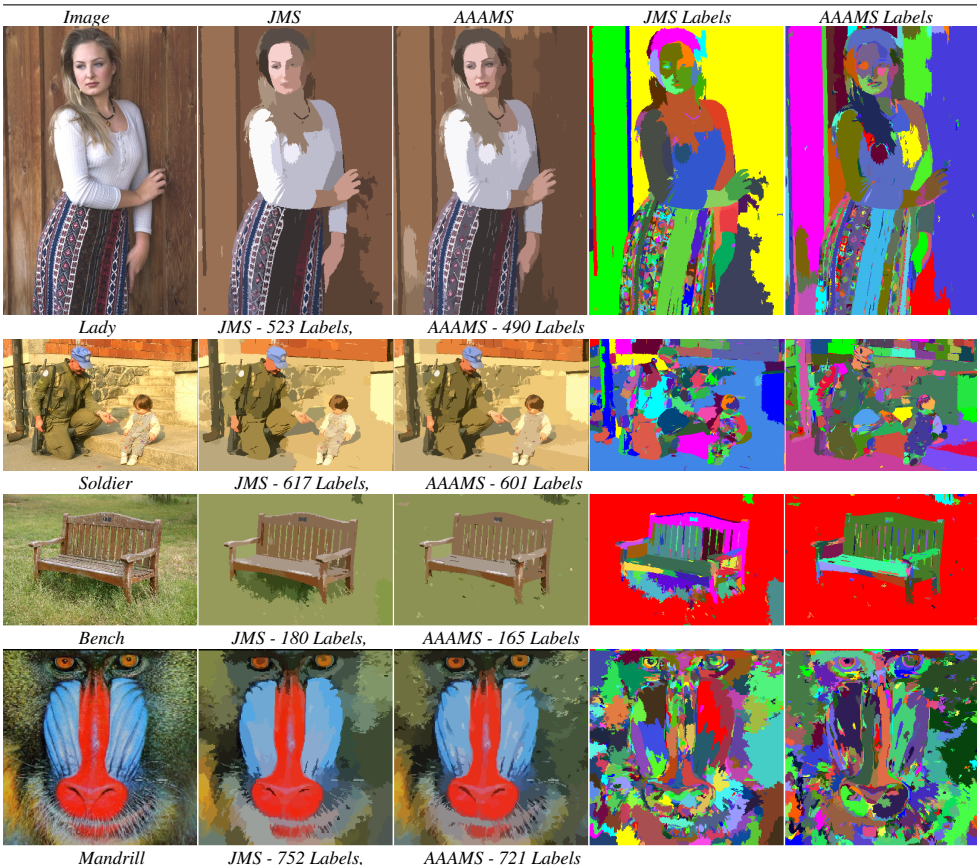 Image JMS AAAMS JMS Labels AAAMS Labels
Lady JMS - 523 Labels, AAAMS - 490 Labels
Soldier JMS - 617 Labels, AAAMS - 601 Labels
Bench JMS - 180 Labels, AAAMS - 165 Labels
Mandrill JMS - 752 Labels, AAAMS - 721 Labels